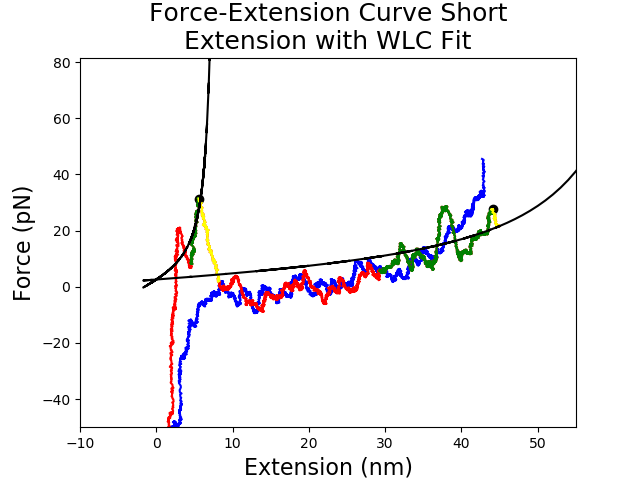 Force-Extension Curve Short
Extension with WLC Fit
80
60
40
20
0
−20
−40
Force (pN)
−10 0 10 20 30 40 50
Extension (nm)